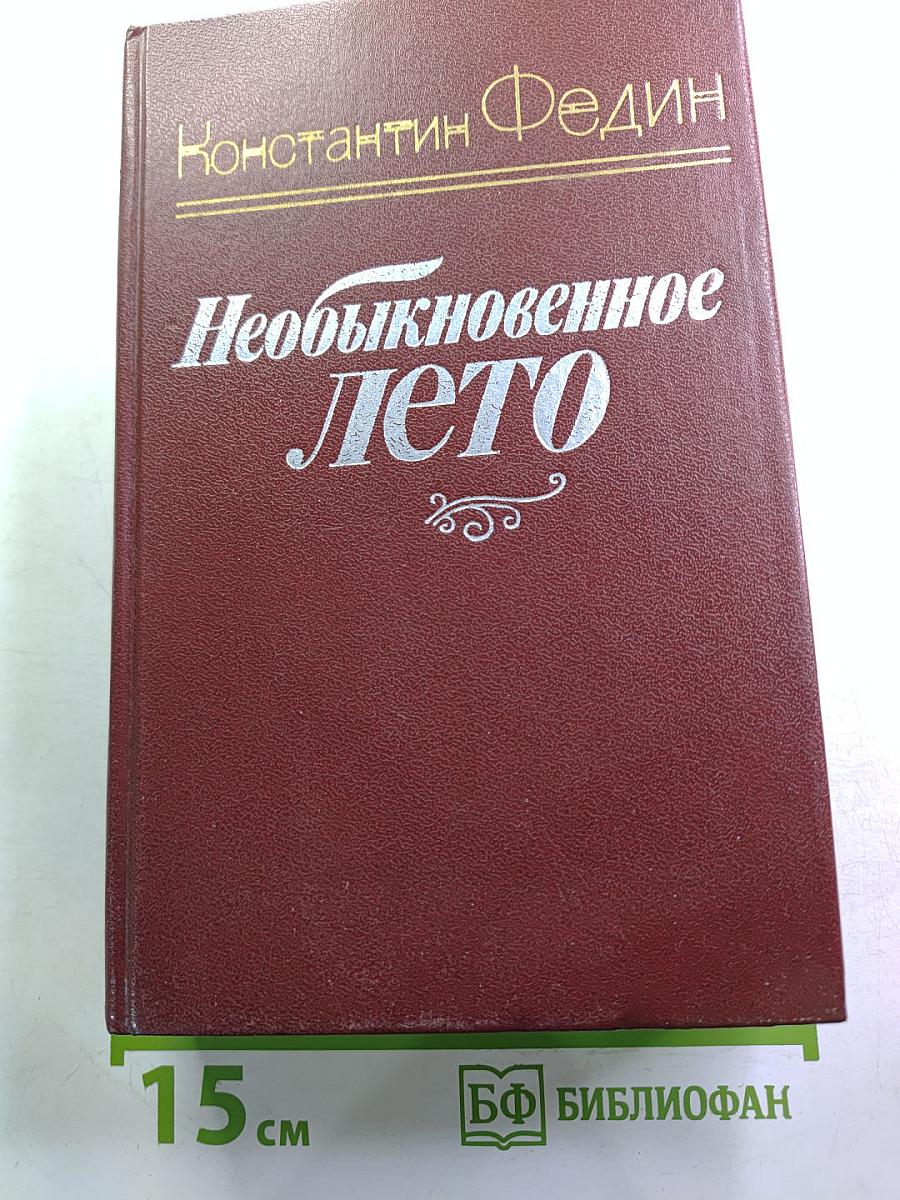 Константин Федин
Необыкновенное
лето
15 см
БФ БИБЛИОФАН